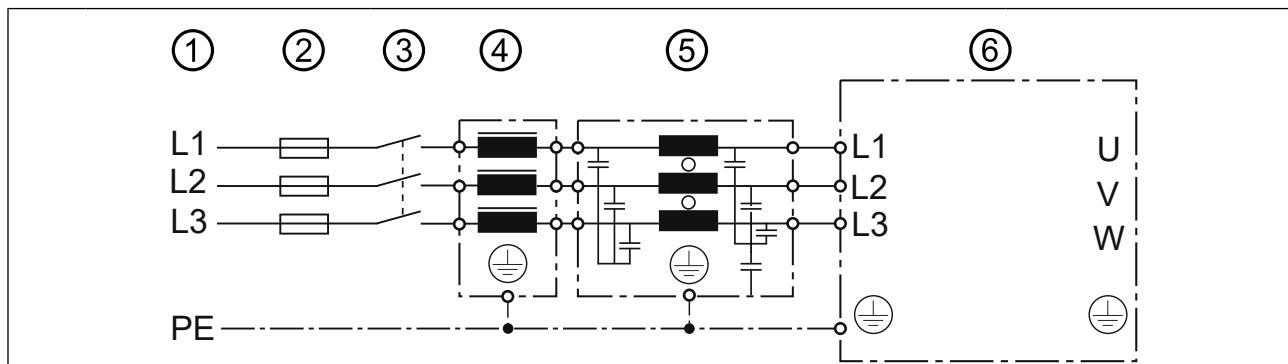 ① ② ③ ④ ⑤ ⑥
L1 L1 U
L2 L2 V
L3 L3 W
PE